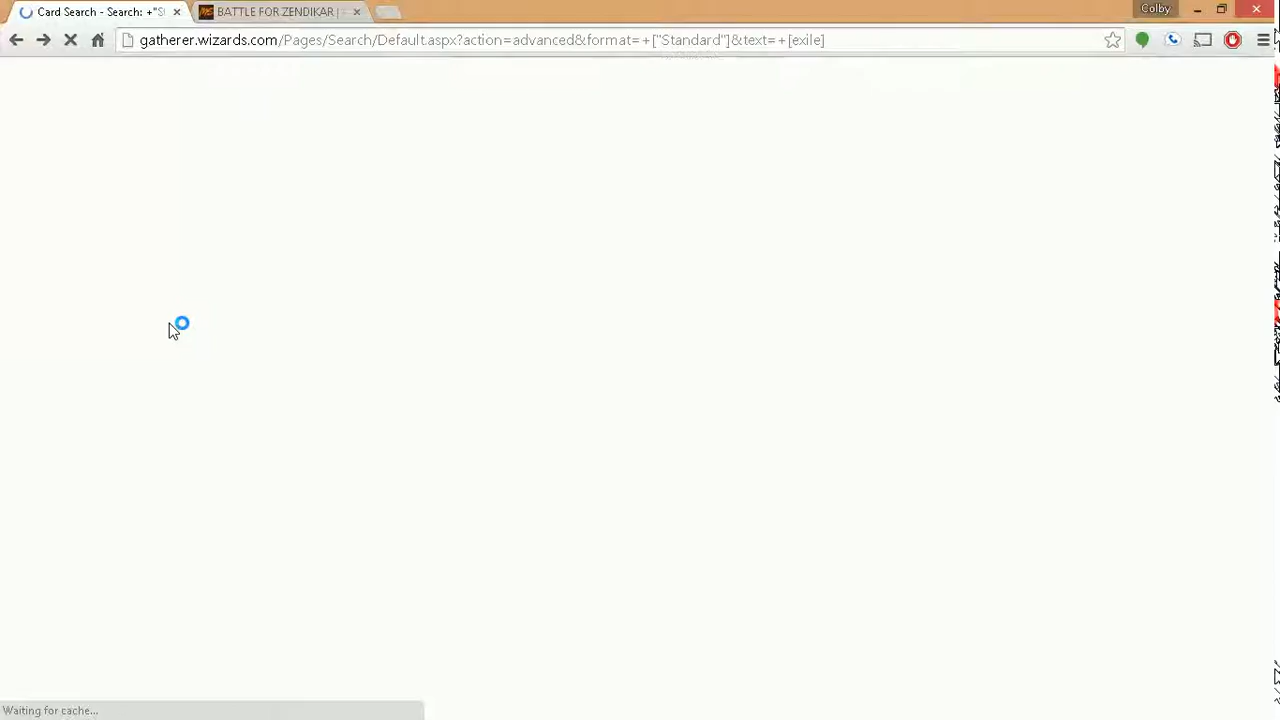 Card Search - Search: +"S
BATTLE FOR ZENDIKAR |
Colby
gatherer.wizards.com/Pages/Search/Default.aspx?action=advanced&format=+["Standard"]&text=+[exile]
Waiting for cache...